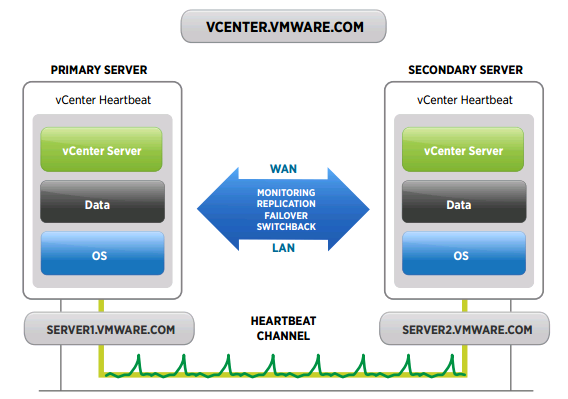 VCENTER.VMWARE.COM
PRIMARY SERVER
vCenter Heartbeat
vCenter Server
Data
OS
SERVER1.VMWARE.COM
WAN
MONITORING
REPLICATION
FAILOVER
SWITCHBACK
LAN
HEARTBEAT
CHANNEL
SECONDARY SERVER
vCenter Heartbeat
vCenter Server
Data
OS
SERVER2.VMWARE.COM